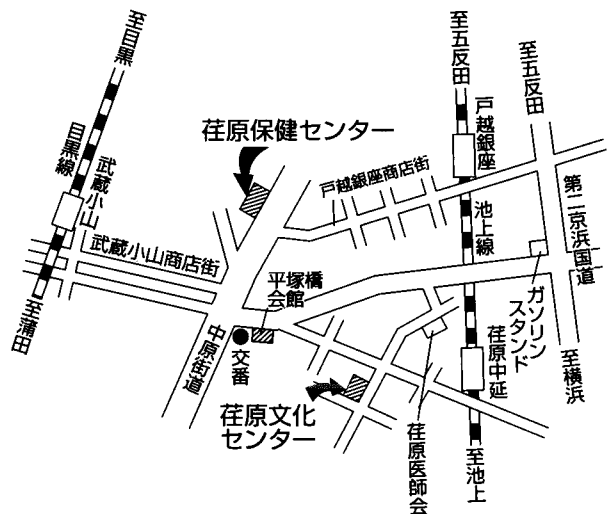 至目黒
目黒線
武蔵小山
至蒲田
荏原保健センター
武蔵小山商店街
中原街道
戸越銀座商店街
平塚橋
会館
交番
荏原文化
センター
至五反田
戸越銀座
池上線
荏原中延
至池上
荏原医師会
至五反田
第二京浜国道
ガソリン
スタンド
至横浜